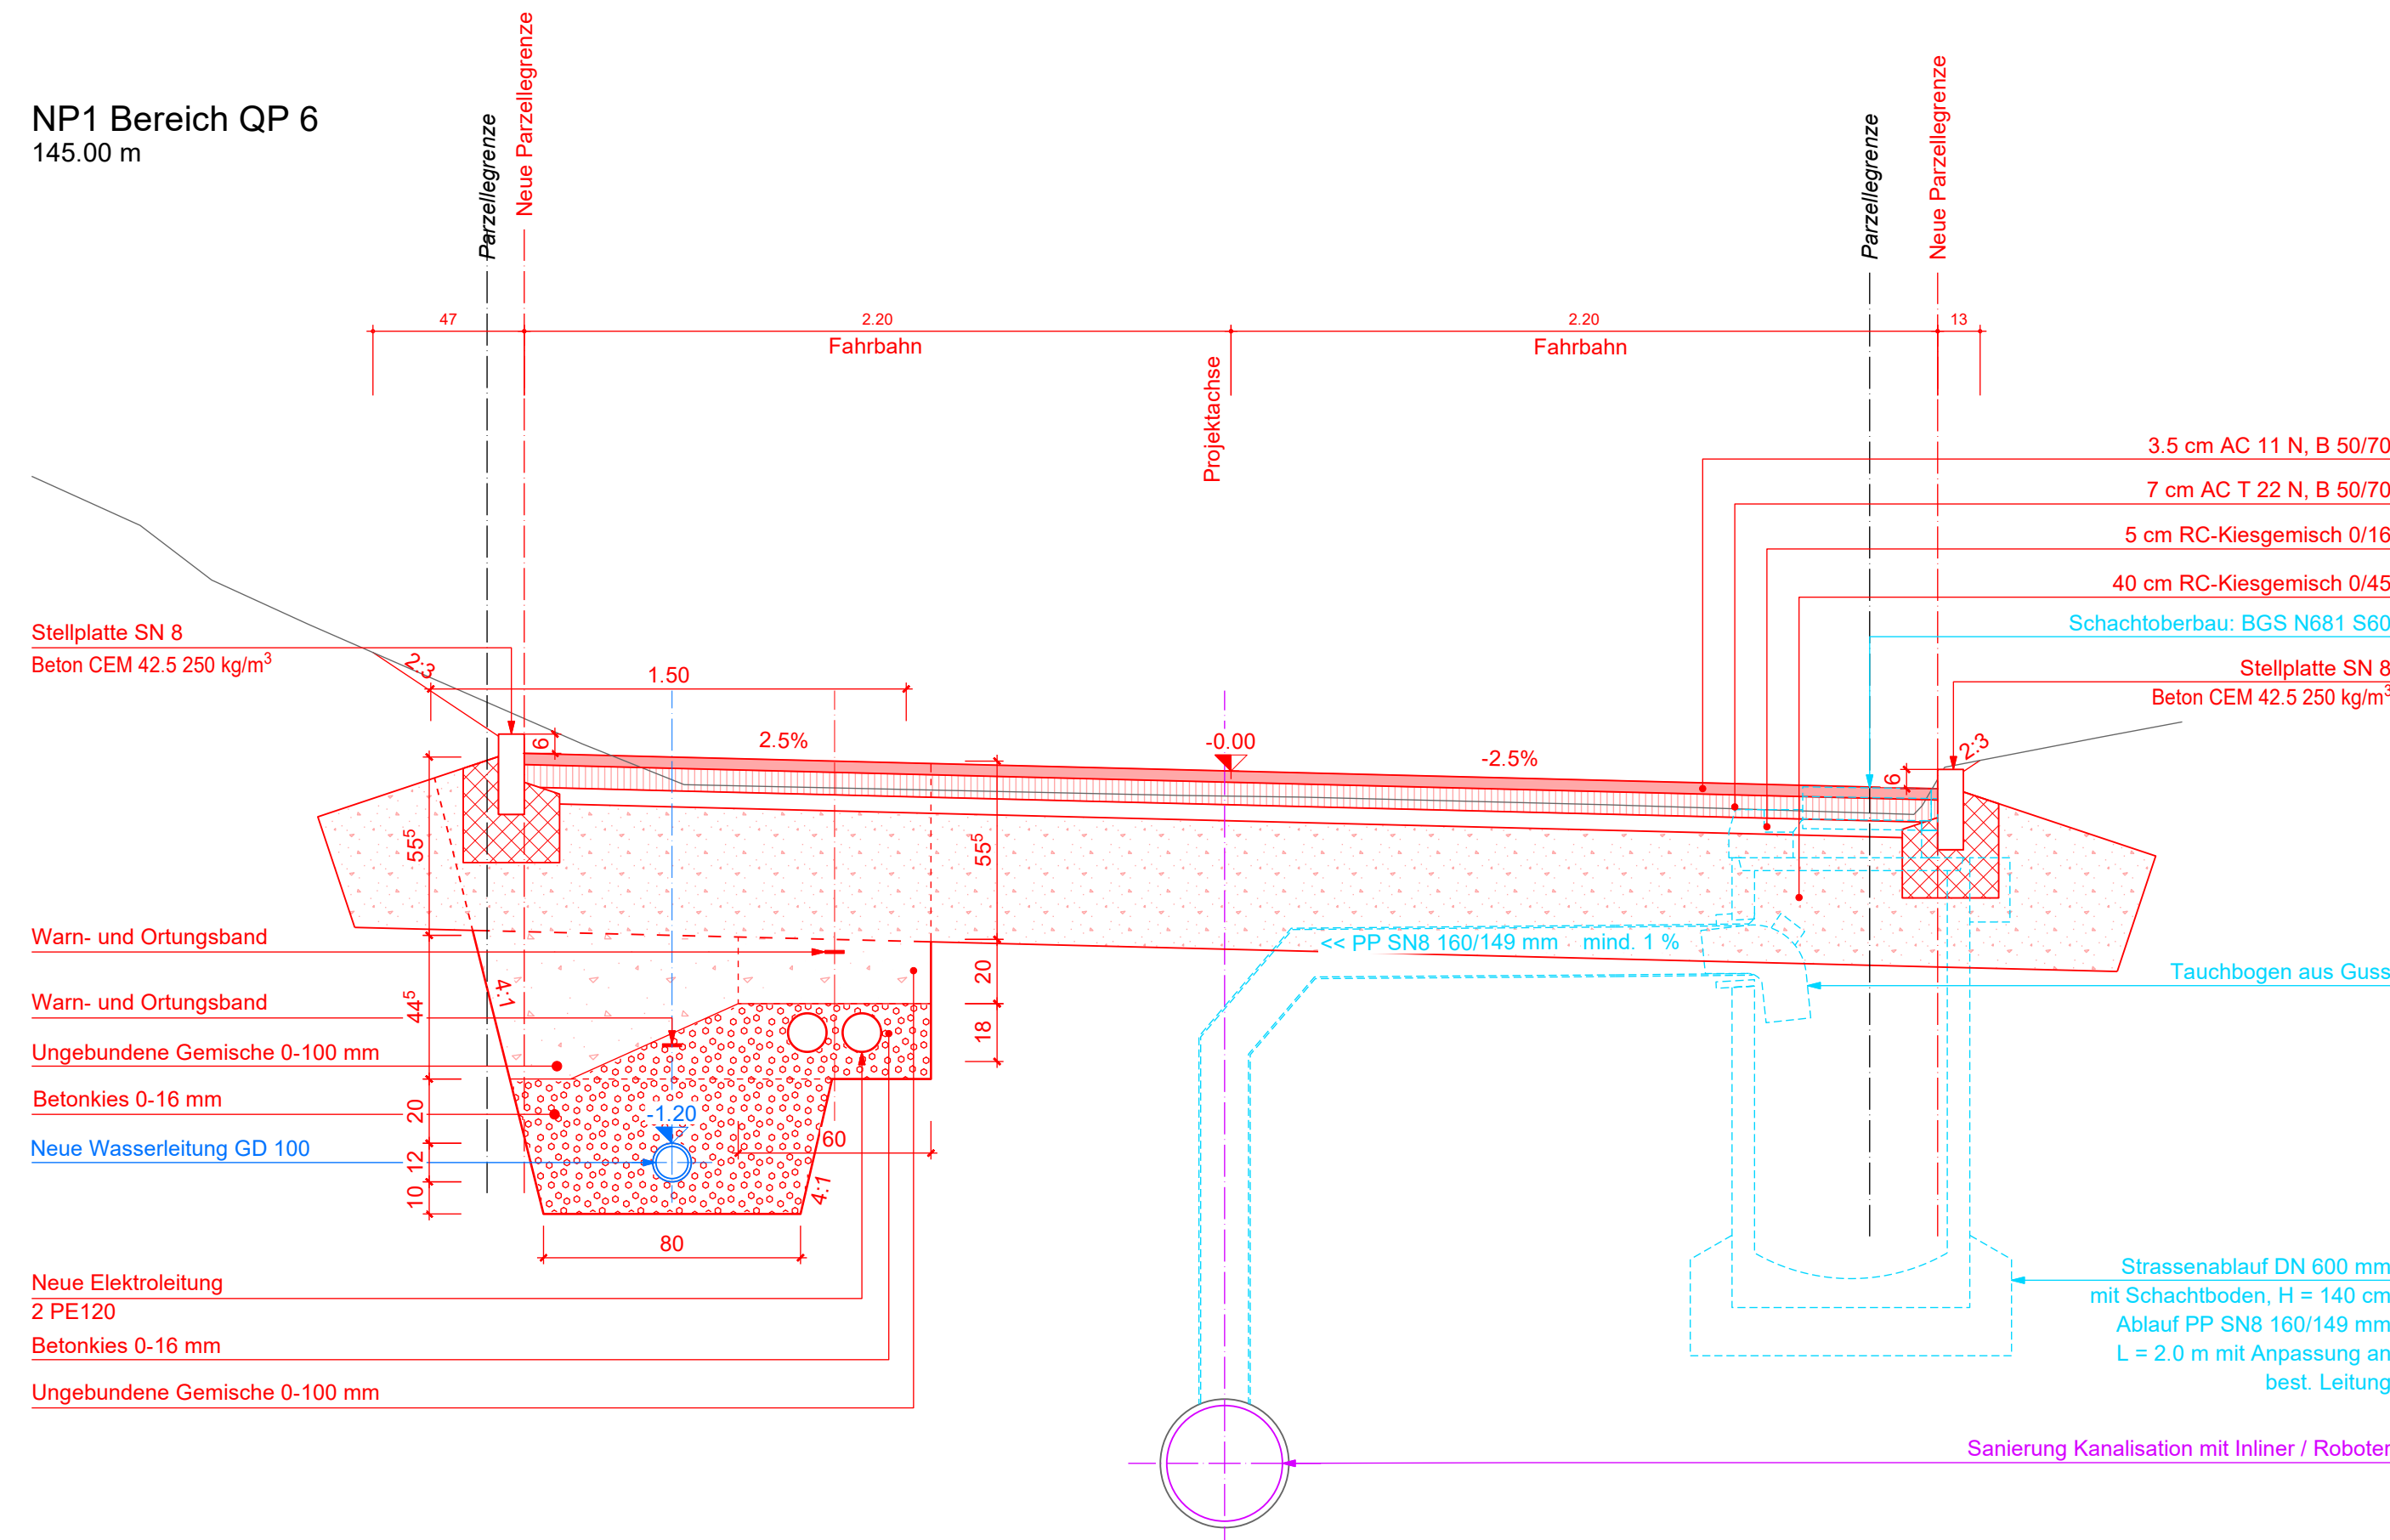 NP1 Bereich QP 6
145.00 m
Parzellegrenze
Neue Parzellegrenze
Parzellegrenze
Neue Parzellegrenze
47
2.20
2.20
13
Fahrbahn
Fahrbahn
Projektachse
3.5 cm AC 11 N, B 50/70
7 cm AC T 22 N, B 50/70
5 cm RC-Kiesgemisch 0/16
40 cm RC-Kiesgemisch 0/45
Schachtoberbau: BGS N681 S60
Stellplatte SN 8
Beton CEM 42.5 250 kg/m³
Stellplatte SN 8
Beton CEM 42.5 250 kg/m³
2:3
1.50
6
2.5%
-0.00
-2.5%
6
2:3
55⁵
55⁵
Warn- und Ortungsband
<< PP SN8 160/149 mm mind. 1 %
20
Tauchbogen aus Guss
4:1
Warn- und Ortungsband
44⁵
18
Ungebundene Gemische 0-100 mm
Betonkies 0-16 mm
20
-1.20
60
Neue Wasserleitung GD 100
12
10
4:1
80
Neue Elektroleitung
2 PE120
Betonkies 0-16 mm
Ungebundene Gemische 0-100 mm
Strassenablauf DN 600 mm
mit Schachtboden, H = 140 cm
Ablauf PP SN8 160/149 mm
L = 2.0 m mit Anpassung an
best. Leitung
Sanierung Kanalisation mit Inliner / Roboter